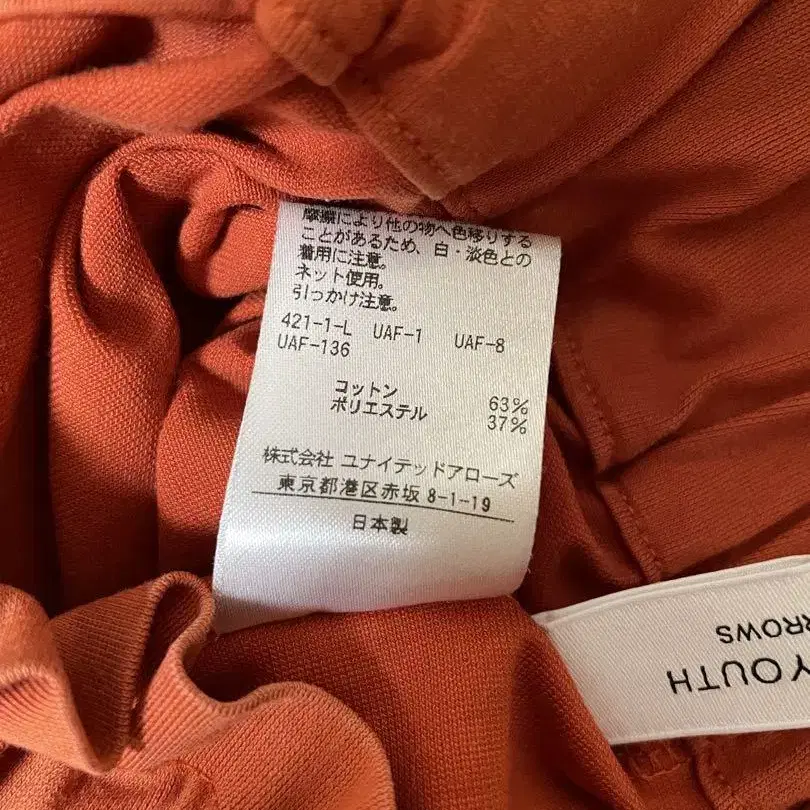 摩擦により他の物へ色移りする
ことがあるため、白・淡色との
着用に注意。
ネット使用。
引っかけ注意。
421-1-L UAF-1 UAF-8
UAF-136
コットン 63%
ポリエステル 37%
株式会社 ユナイテッドアローズ
東京都港区赤坂 8-1-19
日本製
YOUTH
RROWS